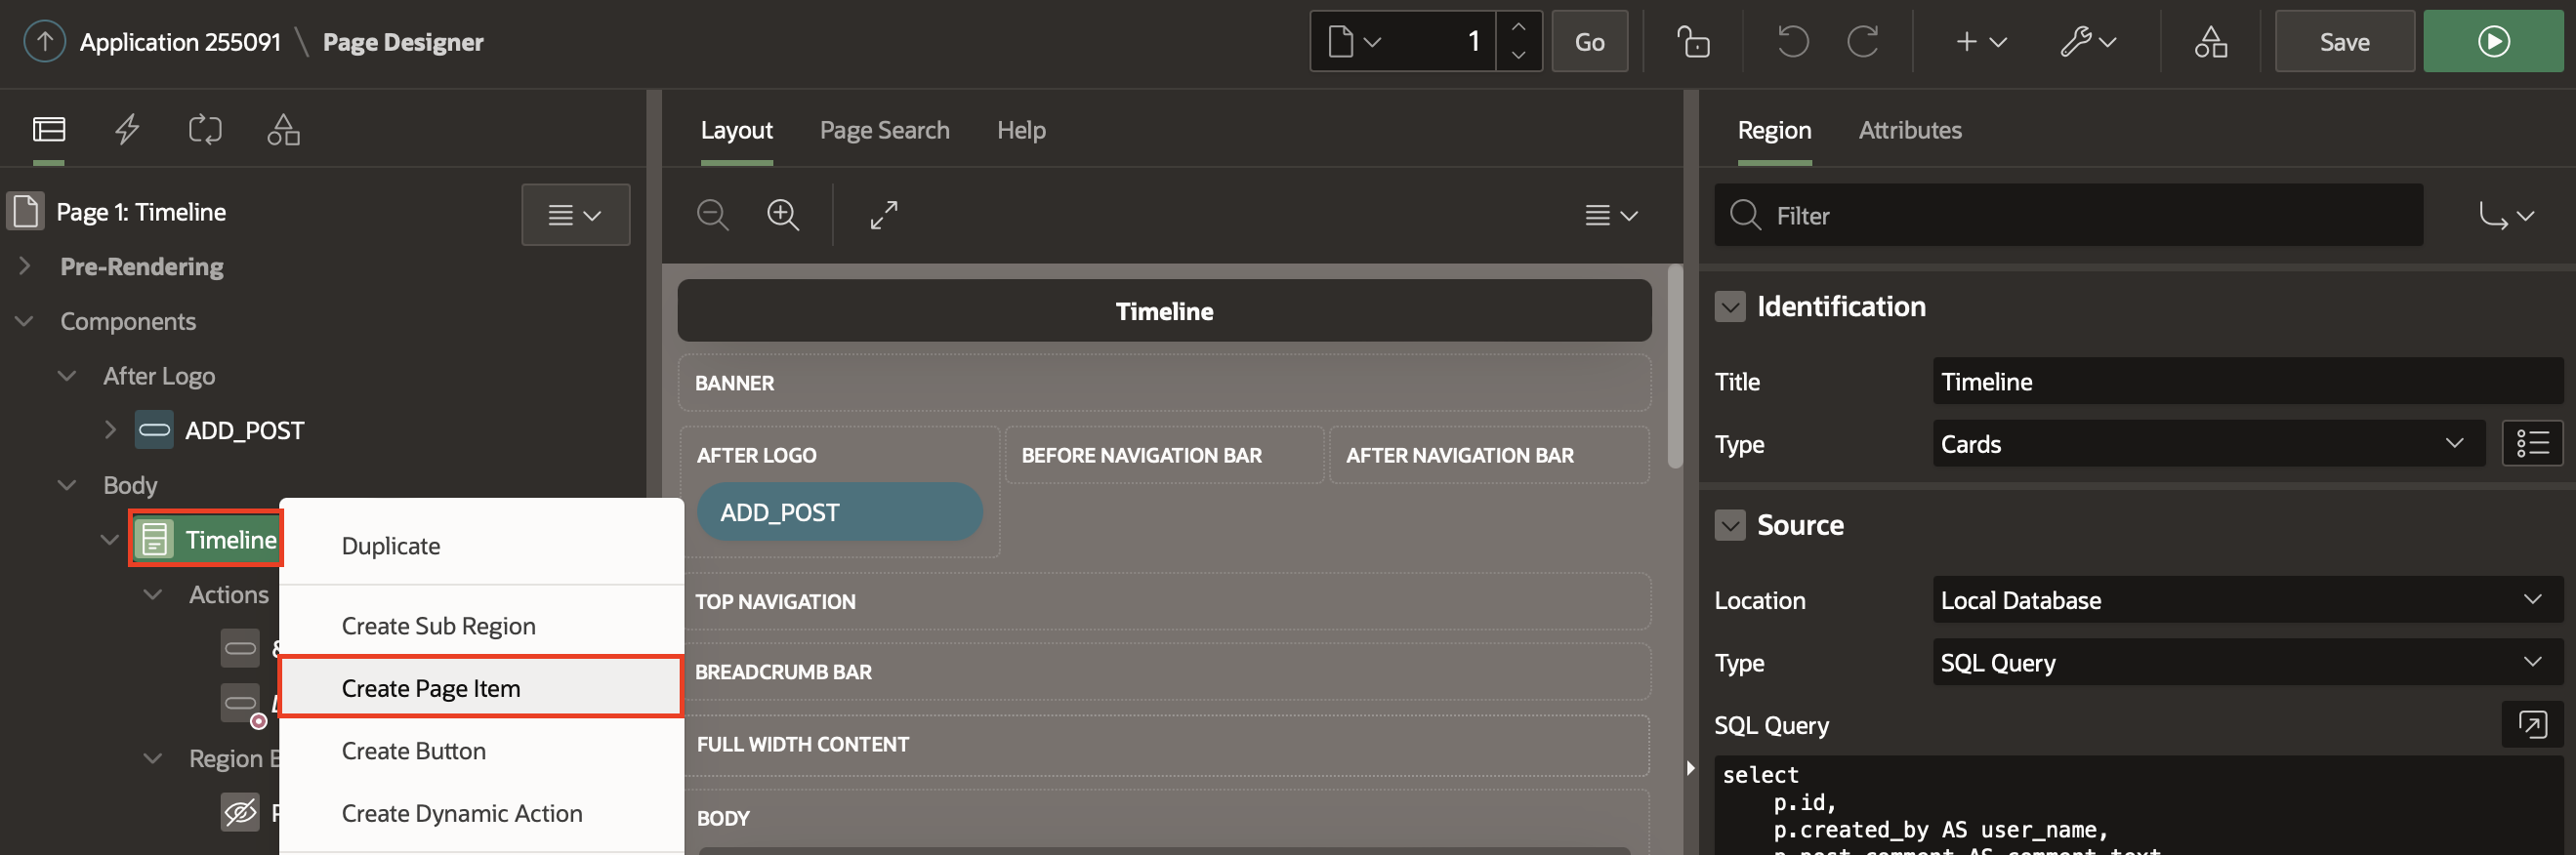 Application 255091 \ Page Designer
1
Go
Save
Layout
Page Search
Help
Region
Attributes
Page 1: Timeline
Filter
Pre-Rendering
Components
After Logo
ADD_POST
Body
Timeline
Actions
&
Region B
Duplicate
Create Sub Region
Create Page Item
Create Button
Create Dynamic Action
Timeline
BANNER
AFTER LOGO
BEFORE NAVIGATION BAR
AFTER NAVIGATION BAR
ADD_POST
TOP NAVIGATION
BREADCRUMB BAR
FULL WIDTH CONTENT
BODY
Identification
Title
Timeline
Type
Cards
Source
Location
Local Database
Type
SQL Query
SQL Query
select
p.id,
p.created_by AS user_name,
p.post_comment AS comment_text,